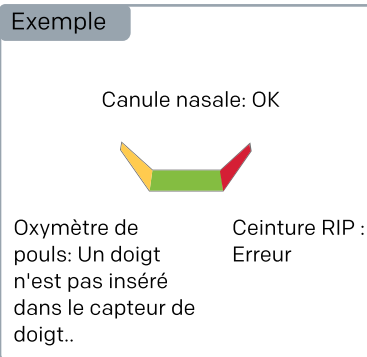 Exemple
Canule nasale: OK
Oxymètre de
pouls: Un doigt
n'est pas inséré
dans le capteur de
doigt..
Ceinture RIP :
Erreur